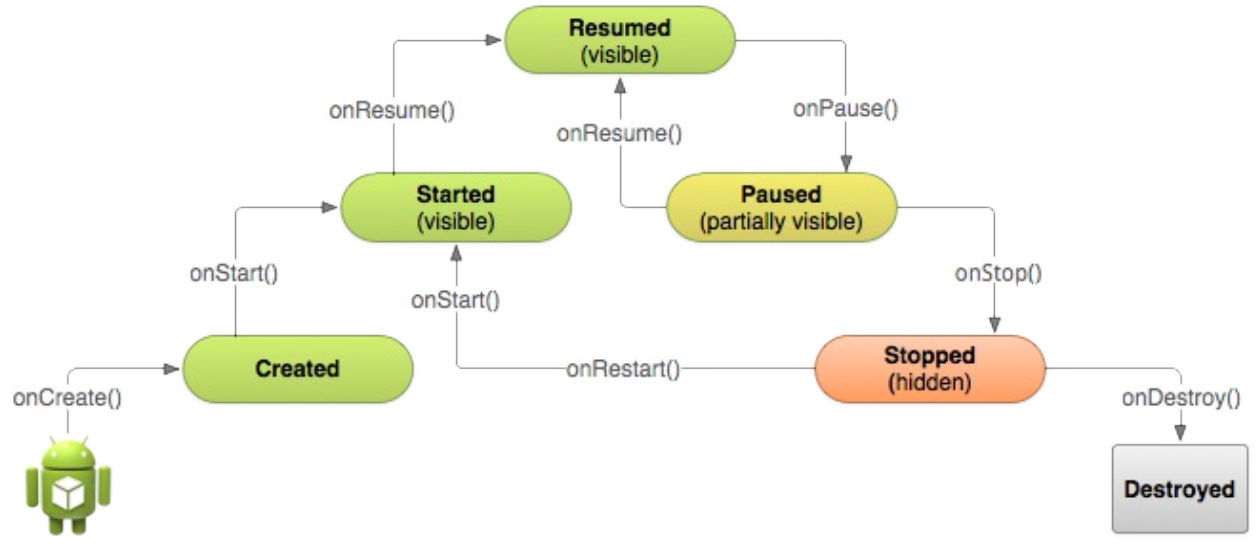 Resumed
(visible)
onResume()
onResume()
onPause()
Started
(visible)
Paused
(partially visible)
onStart()
onStart()
onStop()
Created
onRestart()
Stopped
(hidden)
onCreate()
onDestroy()
Destroyed